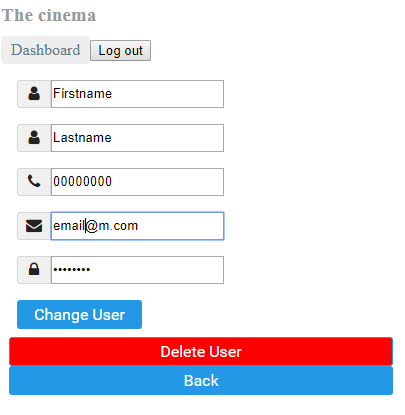 The cinema
Dashboard Log out
Firstname
Lastname
00000000
email@m.com
••••••••
Change User
Delete User
Back